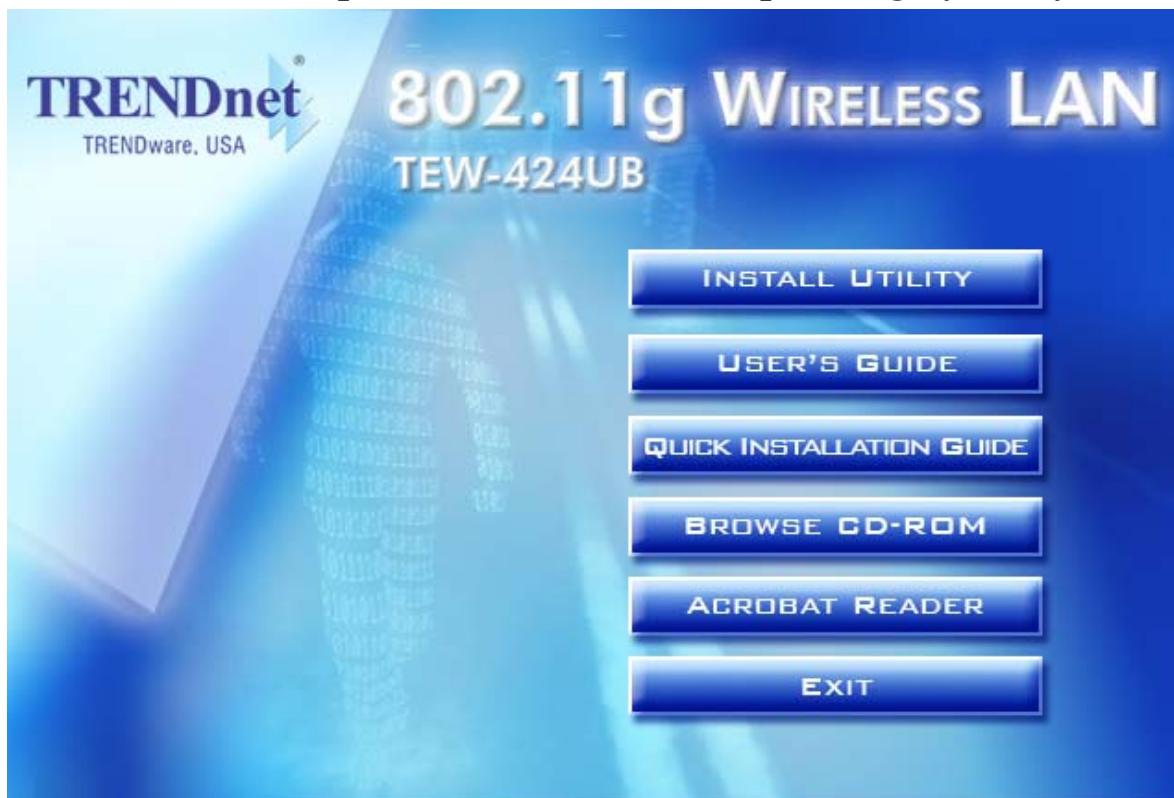 TRENDnet®
TRENDware, USA
802.11g WIRELESS LAN
TEW-424UB
INSTALL UTILITY
USER'S GUIDE
QUICK INSTALLATION GUIDE
BROWSE CD-ROM
ACROBAT READER
EXIT